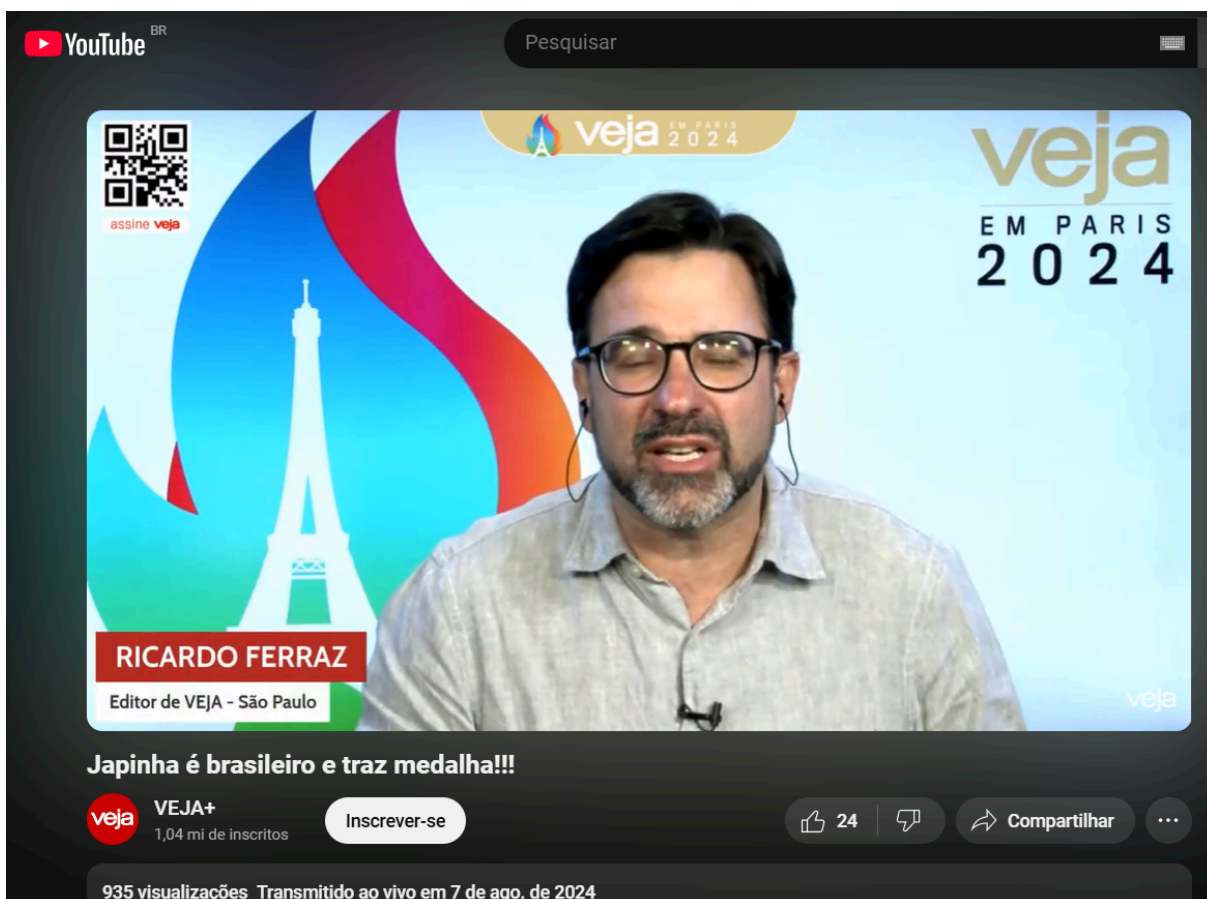 YouTube BR
Pesquisar
assine veja
veja EM PARIS 2024
veja
EM PARIS
2024
RICARDO FERRAZ
Editor de VEJA - São Paulo
veja
Japinha é brasileiro e traz medalha!!!
veja
VEJA+
1,04 mi de inscritos
Inscrever-se
24
Compartilhar
935 visualizações Transmitido ao vivo em 7 de ago. de 2024